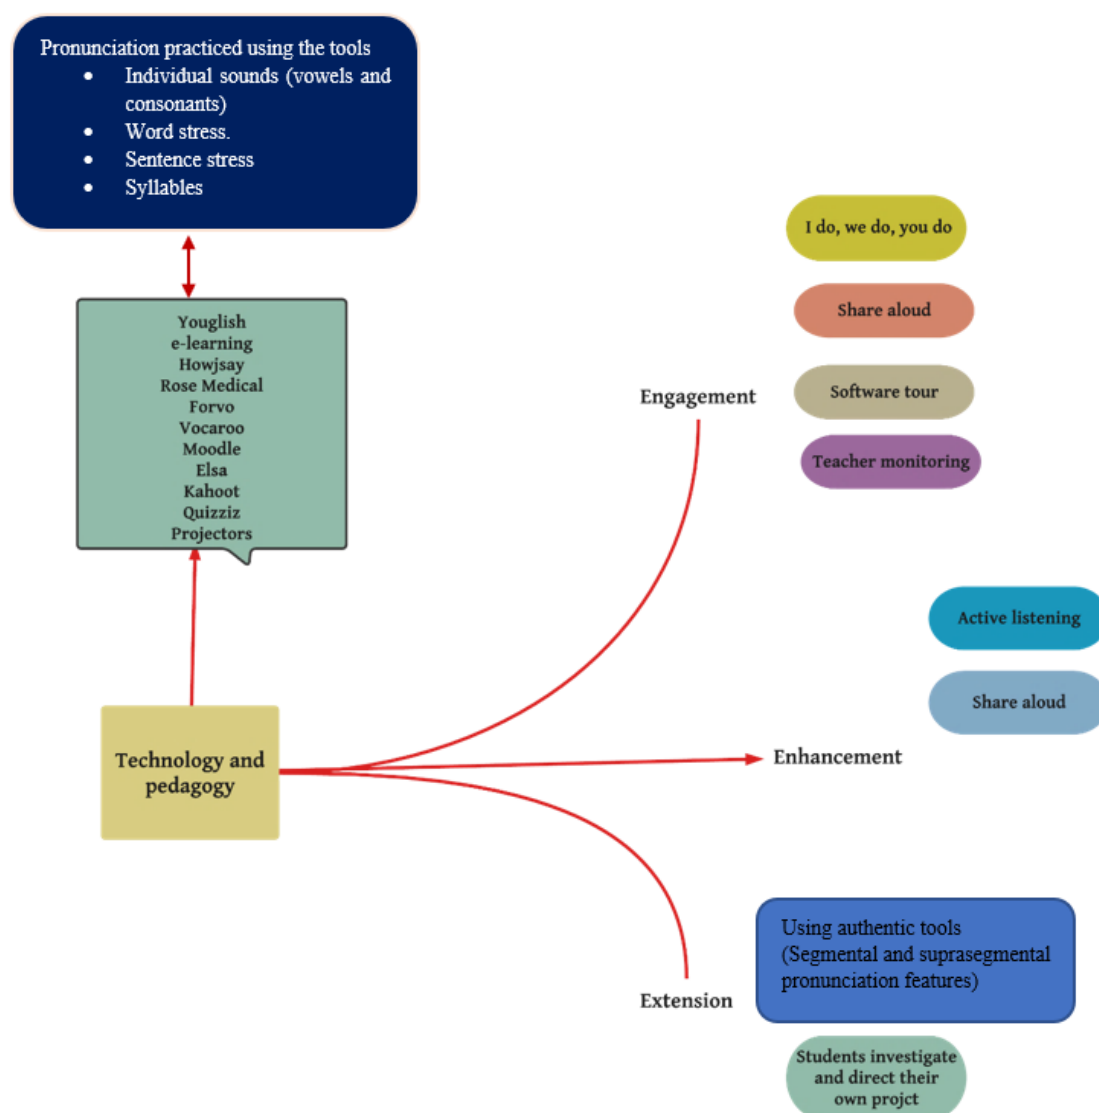 Pronunciation practiced using the tools
• Individual sounds (vowels and
consonants)
• Word stress.
• Sentence stress
• Syllables
Youglish
e-learning
Howjsay
Rose Medical
Forvo
Vocaroo
Moodle
Elsa
Kahoot
Quizziz
Projectors
Technology and
pedagogy
Engagement
I do, we do, you do
Share aloud
Software tour
Teacher monitoring
Enhancement
Active listening
Share aloud
Extension
Using authentic tools
(Segmental and suprasegmental
pronunciation features)
Students investigate
and direct their
own projct